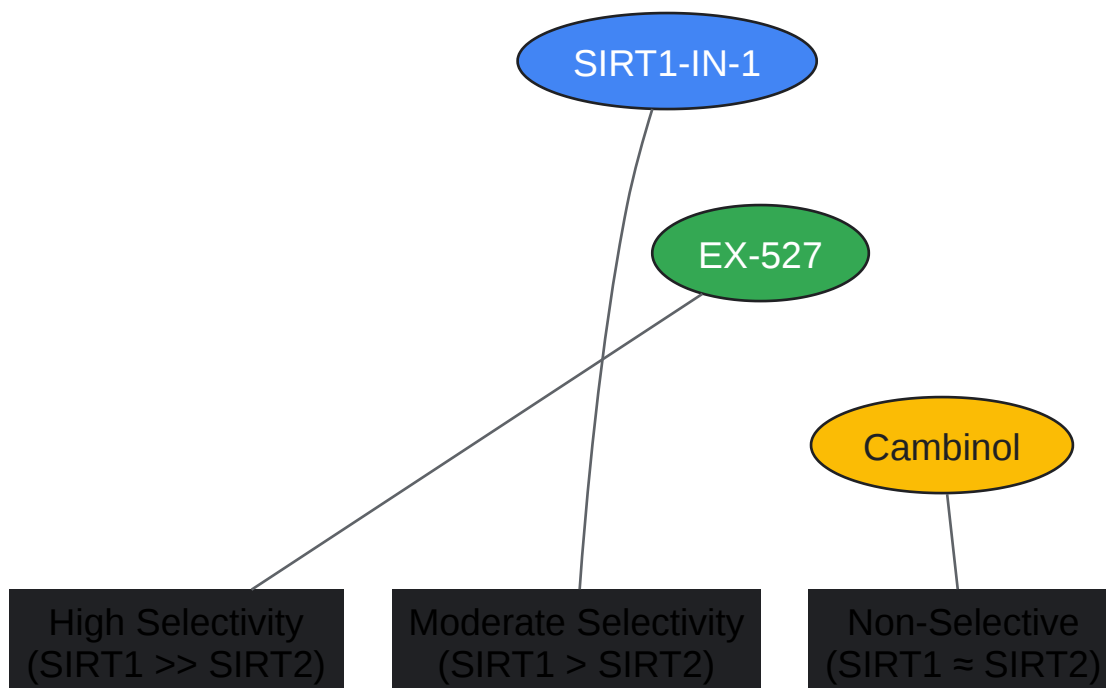 SIRT1-IN-1
EX-527
Cambinol
High Selectivity
(SIRT1 >> SIRT2)
Moderate Selectivity
(SIRT1 > SIRT2)
Non-Selective
(SIRT1 ≈ SIRT2)